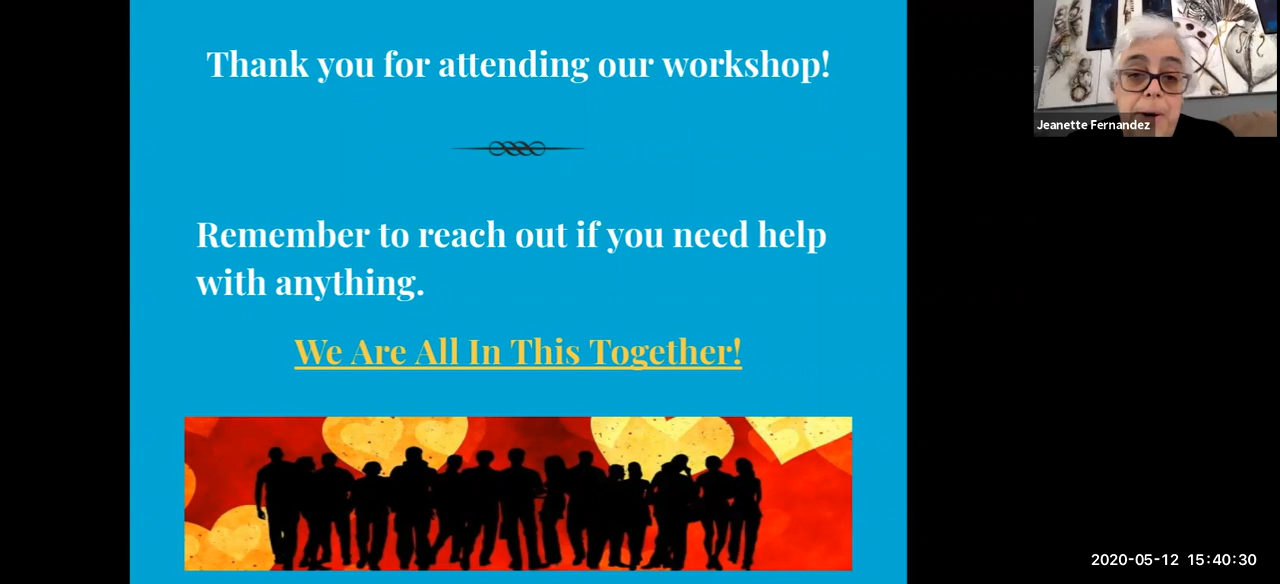 Thank you for attending our workshop!
Jeanette Fernandez
Remember to reach out if you need help
with anything.
We Are All In This Together!
2020-05-12 15:40:30